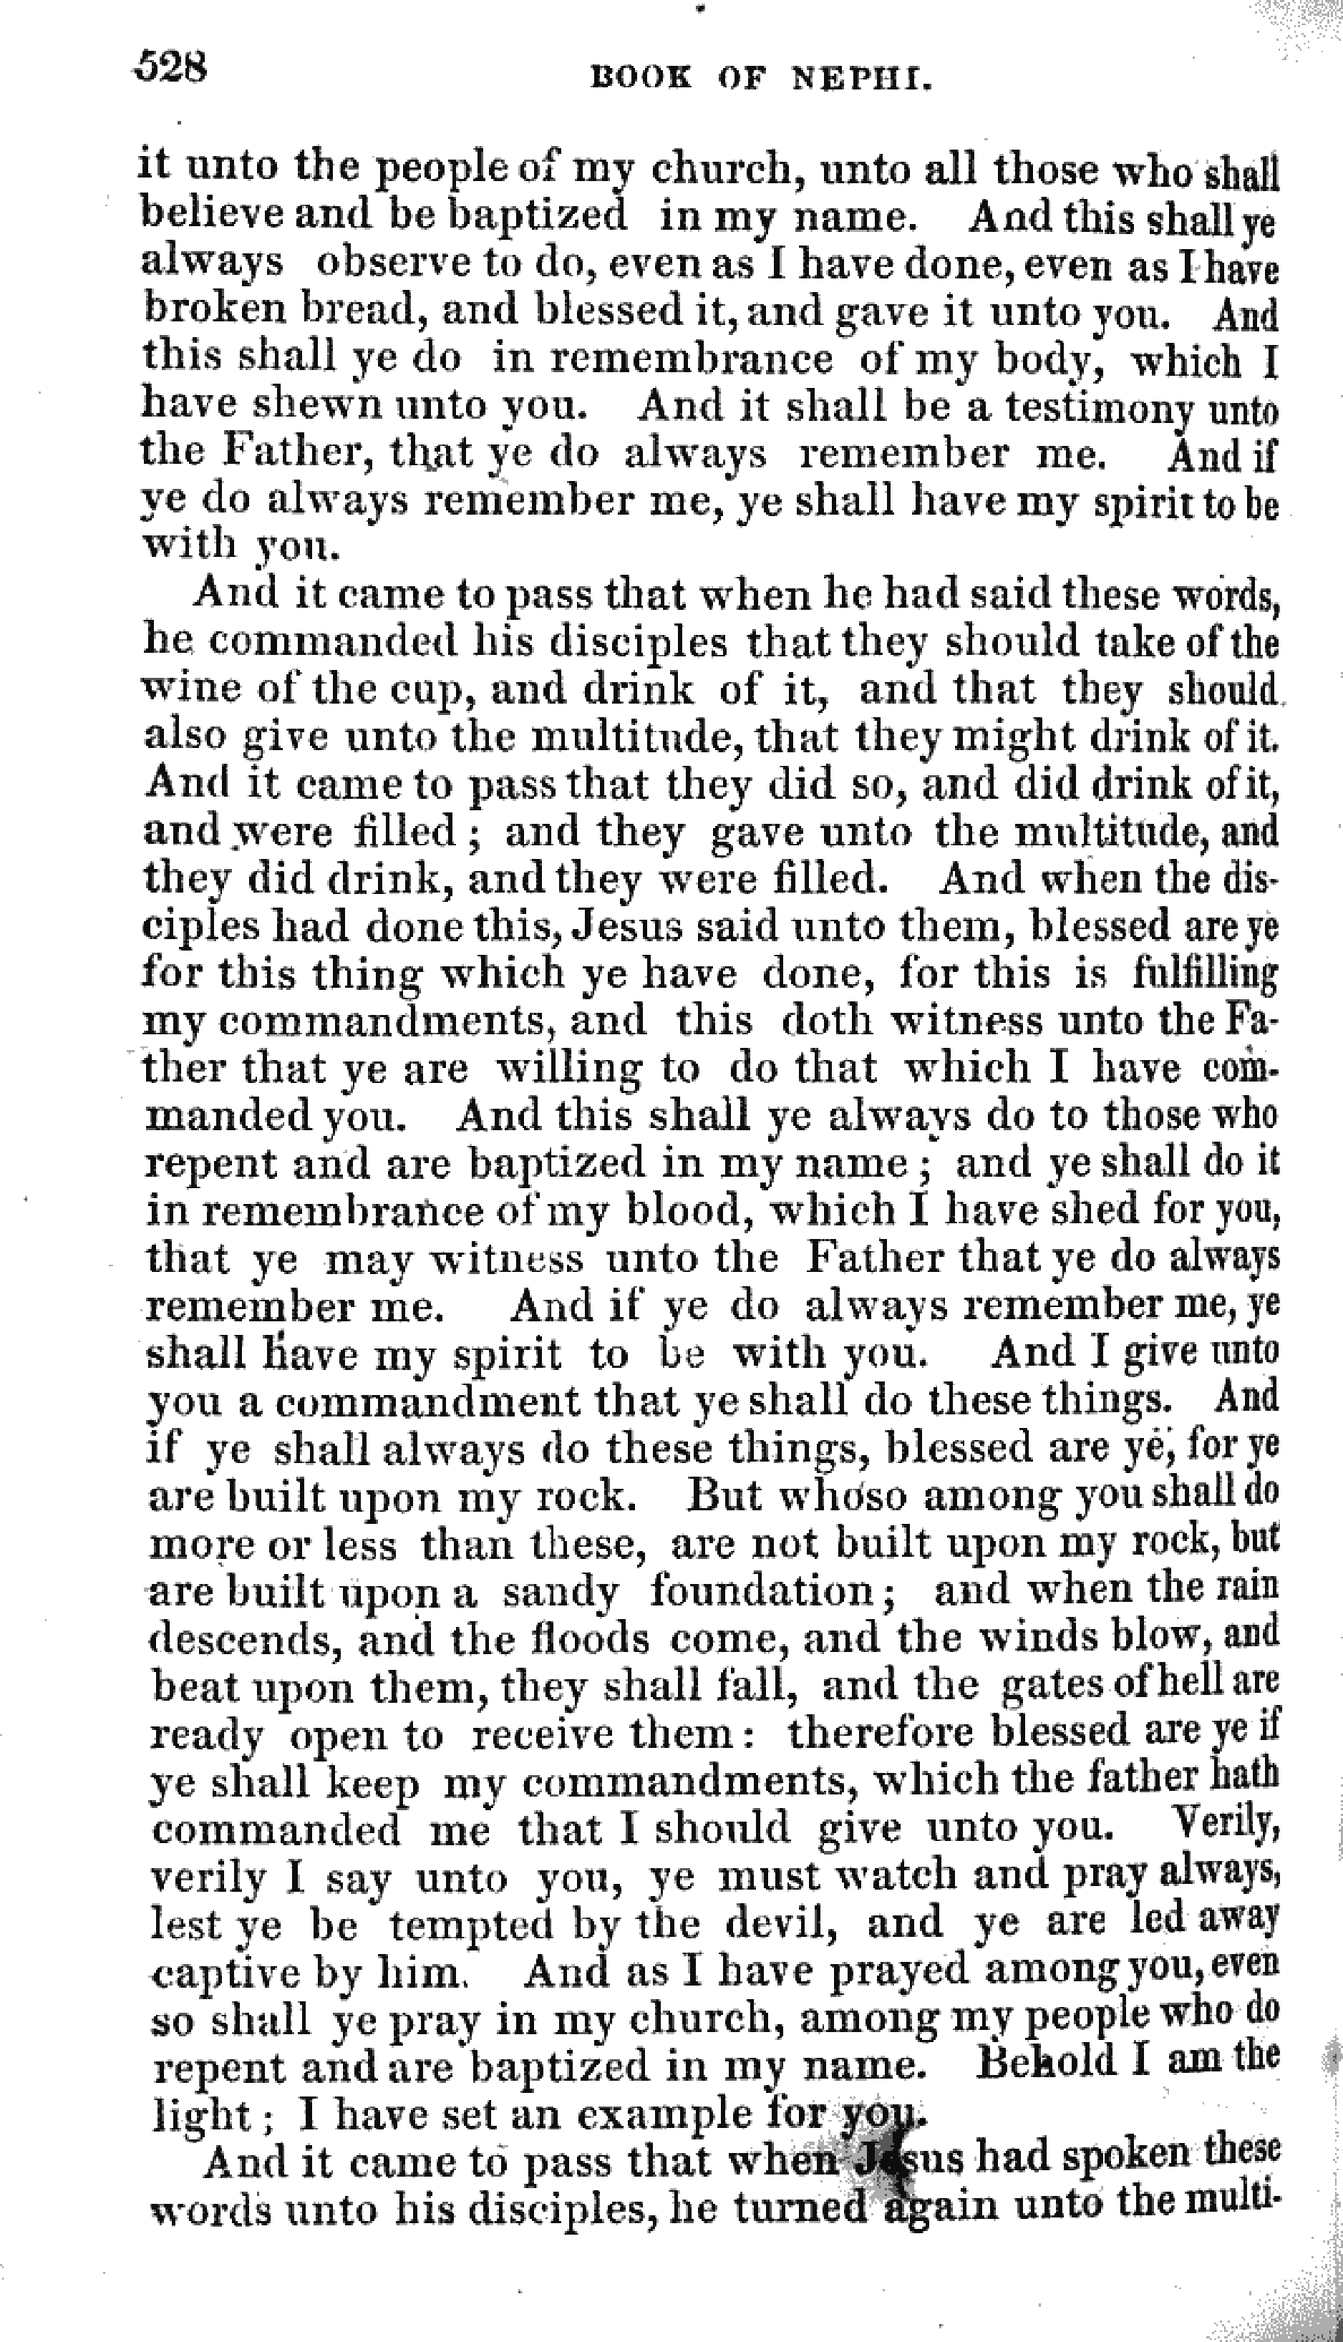 528
BOOK OF NEPHI.
it unto the people of my church, unto all those who shall
believe and be baptized in my name. And this shall ye
always observe to do, even as I have done, even as I have
broken bread, and blessed it, and gave it unto you. And
this shall ye do in remembrance of my body, which I
have shewn unto you. And it shall be a testimony unto
the Father, that ye do always remember me. And if
ye do always remember me, ye shall have my spirit to be
with you.
And it came to pass that when he had said these words,
he commanded his disciples that they should take of the
wine of the cup, and drink of it, and that they should
also give unto the multitude, that they might drink of it.
And it came to pass that they did so, and did drink of it,
and were filled; and they gave unto the multitude, and
they did drink, and they were filled. And when the dis-
ciples had done this, Jesus said unto them, blessed are ye
for this thing which ye have done, for this is fulfilling
my commandments, and this doth witness unto the Fa-
ther that ye are willing to do that which I have com-
manded you. And this shall ye always do to those who
repent and are baptized in my name; and ye shall do it
in remembrance of my blood, which I have shed for you,
that ye may witness unto the Father that ye do always
remember me. And if ye do always remember me, ye
shall have my spirit to be with you. And I give unto
you a commandment that ye shall do these things. And
if ye shall always do these things, blessed are ye, for ye
are built upon my rock. But whoso among you shall do
more or less than these, are not built upon my rock, but
are built upon a sandy foundation; and when the rain
descends, and the floods come, and the winds blow, and
beat upon them, they shall fall, and the gates of hell are
ready open to receive them: therefore blessed are ye if
ye shall keep my commandments, which the father hath
commanded me that I should give unto you. Verily,
verily I say unto you, ye must watch and pray always,
lest ye be tempted by the devil, and ye are led away
captive by him. And as I have prayed among you, even
so shall ye pray in my church, among my people who do
repent and are baptized in my name. Behold I am the
light; I have set an example for you.
And it came to pass that when Jesus had spoken these
words unto his disciples, he turned again unto the multi-